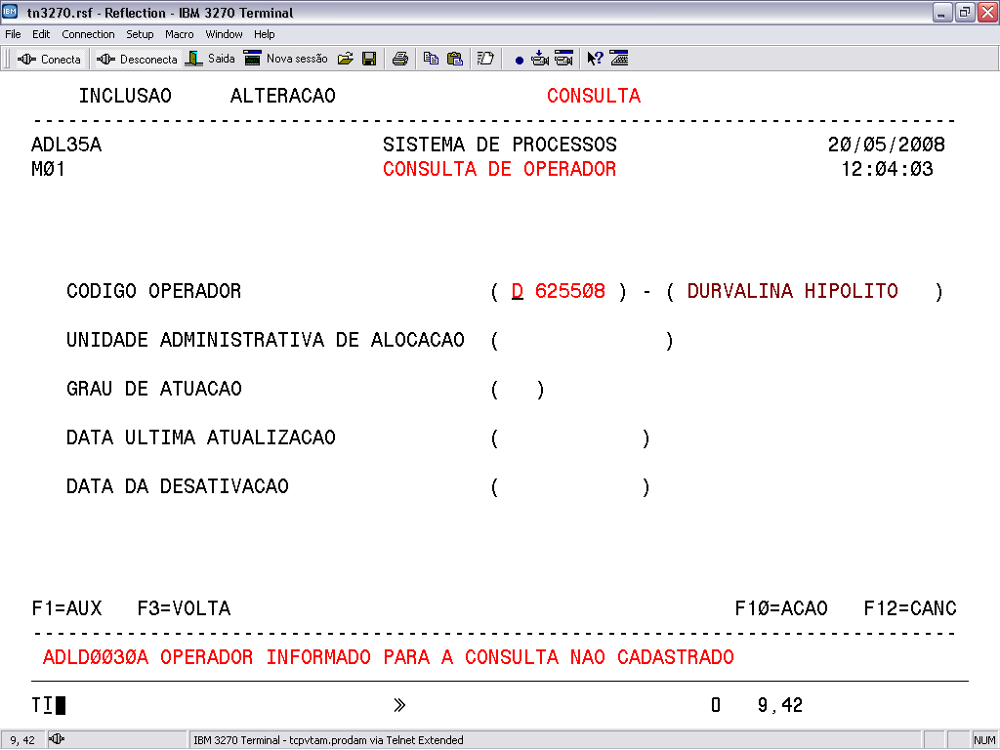 tn3270.rsf - Reflection - IBM 3270 Terminal
File Edit Connection Setup Macro Window Help
Conecta Desconecta Saida Nova sessão
INCLUSAO ALTERACAO CONSULTA
--------------------------------------------------------------------------------
ADL35A SISTEMA DE PROCESSOS 20/05/2008
M01 CONSULTA DE OPERADOR 12:04:03
CODIGO OPERADOR ( D 625508 ) - ( DURVALINA HIPOLITO )
UNIDADE ADMINISTRATIVA DE ALOCACAO ( )
GRAU DE ATUACAO ( )
DATA ULTIMA ATUALIZACAO ( )
DATA DA DESATIVACAO ( )
F1=AUX F3=VOLTA F10=ACAO F12=CANC
--------------------------------------------------------------------------------
ADLD0030A OPERADOR INFORMADO PARA A CONSULTA NAO CADASTRADO
TI » O 9,42
9, 42 IBM 3270 Terminal - tcpvtam.prodam via Telnet Extended NUM